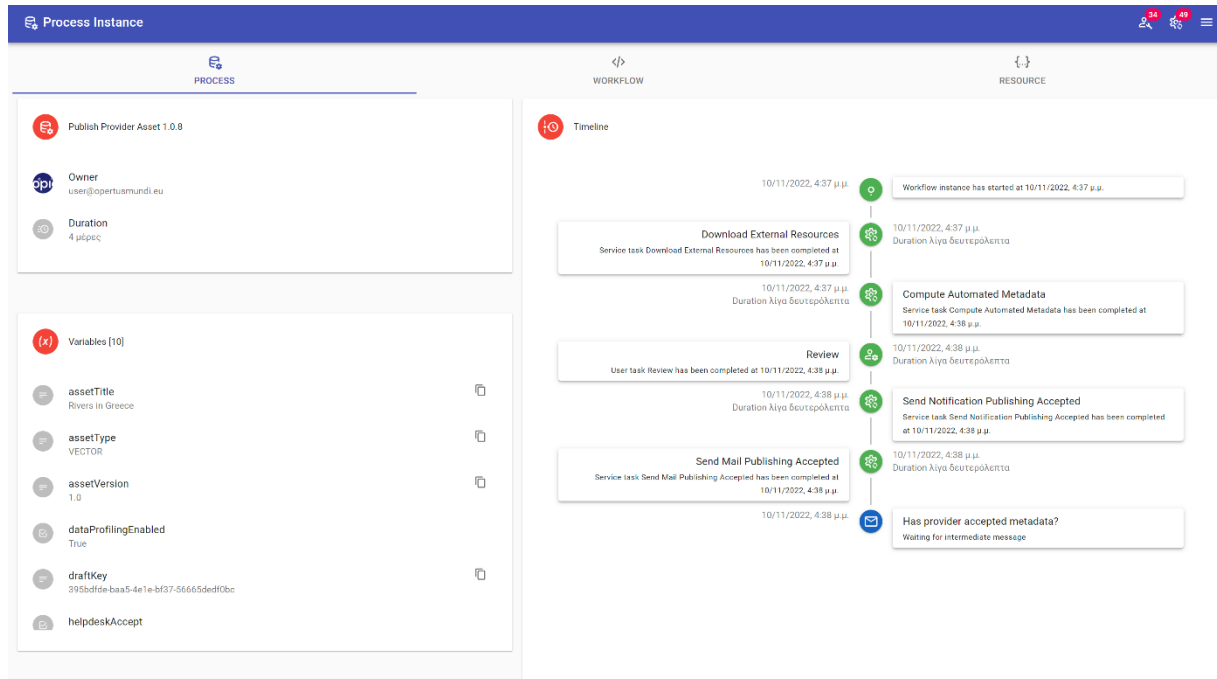 Process Instance
34
49
PROCESS
WORKFLOW
{..}
RESOURCE
Publish Provider Asset 1.0.8
Owner
user@opertusmundi.eu
Duration
4 μέρες
(x)
Variables [10]
assetTitle
Rivers in Greece
assetType
VECTOR
assetVersion
1.0
dataProfilingEnabled
True
draftKey
395bdfde-baa5-4e1e-bf37-56665dedf0bc
helpdeskAccept
Timeline
10/11/2022, 4:37 μ.μ.
Workflow instance has started at 10/11/2022, 4:37 μ.μ.
Download External Resources
Service task Download External Resources has been completed at
10/11/2022, 4:37 μ.μ.
10/11/2022, 4:37 μ.μ.
Duration λίγα δευτερόλεπτα
10/11/2022, 4:37 μ.μ.
Duration λίγα δευτερόλεπτα
Compute Automated Metadata
Service task Compute Automated Metadata has been completed at
10/11/2022, 4:38 μ.μ.
Review
User task Review has been completed at 10/11/2022, 4:38 μ.μ.
10/11/2022, 4:38 μ.μ.
Duration λίγα δευτερόλεπτα
10/11/2022, 4:38 μ.μ.
Duration λίγα δευτερόλεπτα
Send Notification Publishing Accepted
Service task Send Notification Publishing Accepted has been completed
at 10/11/2022, 4:38 μ.μ.
Send Mail Publishing Accepted
Service task Send Mail Publishing Accepted has been completed at
10/11/2022, 4:38 μ.μ.
10/11/2022, 4:38 μ.μ.
Duration λίγα δευτερόλεπτα
10/11/2022, 4:38 μ.μ.
Has provider accepted metadata?
Waiting for intermediate message